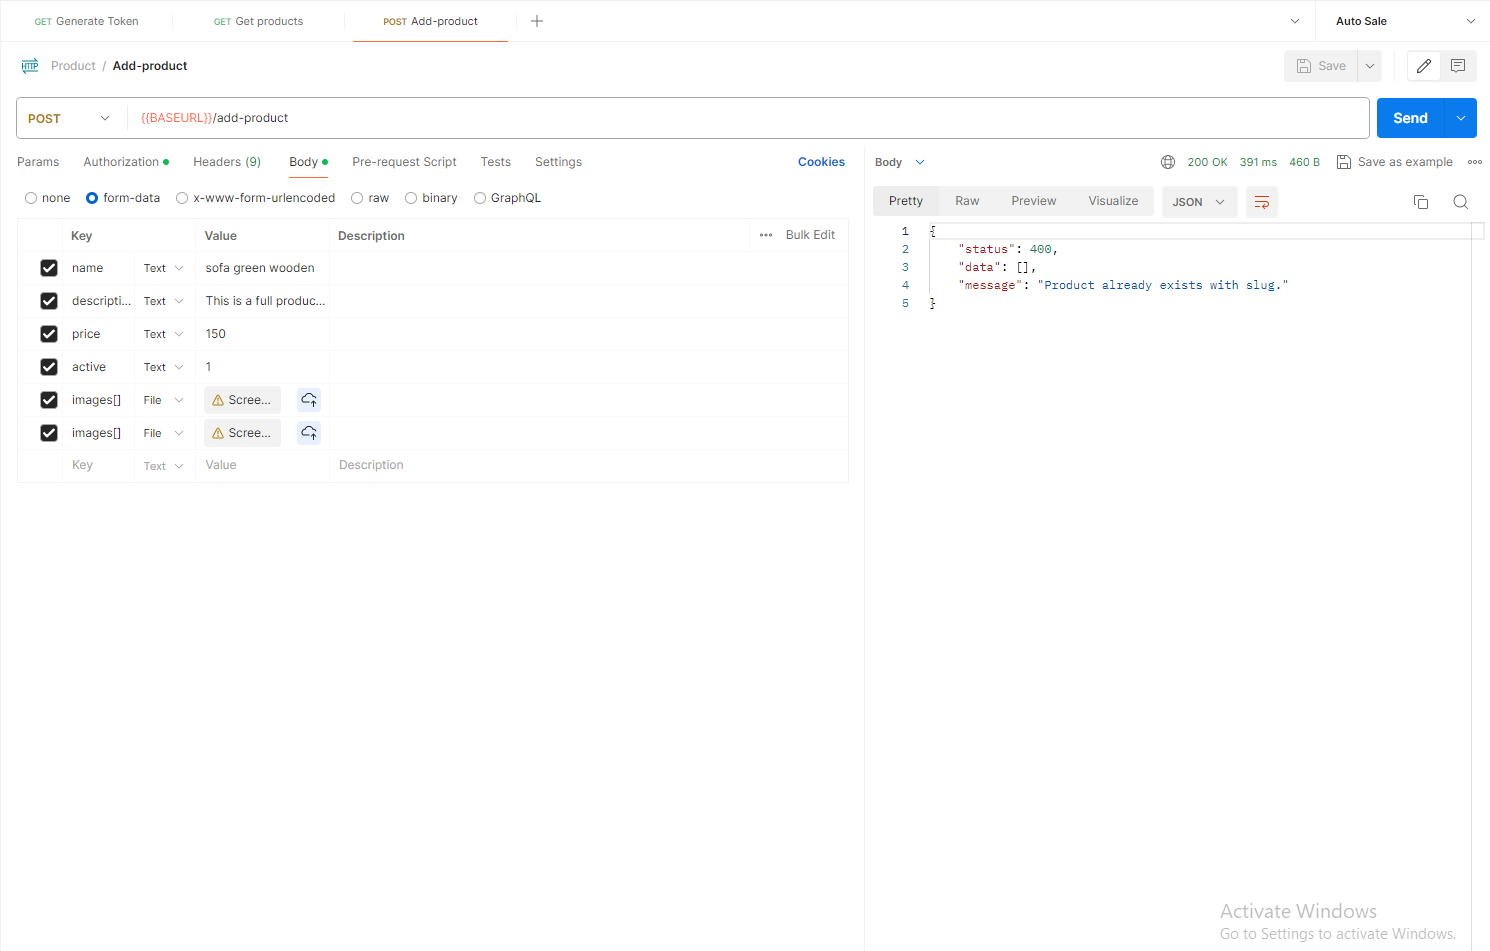 GET Generate Token
GET Get products
POST Add-product
Auto Sale
HTTP Product / Add-product
Save
POST {{BASEURL}}/add-product
Send
Params Authorization Headers (9) Body Pre-request Script Tests Settings Cookies
none form-data x-www-form-urlencoded raw binary GraphQL
Key Value Description Bulk Edit
name Text sofa green wooden
descripti... Text This is a full produc...
price Text 150
active Text 1
images[] File Scree...
images[] File Scree...
Key Text Value Description
Body 200 OK 391 ms 460 B Save as example
Pretty Raw Preview Visualize JSON
1 {
2 "status": 400,
3 "data": [],
4 "message": "Product already exists with slug."
5 }
Activate Windows
Go to Settings to activate Windows.